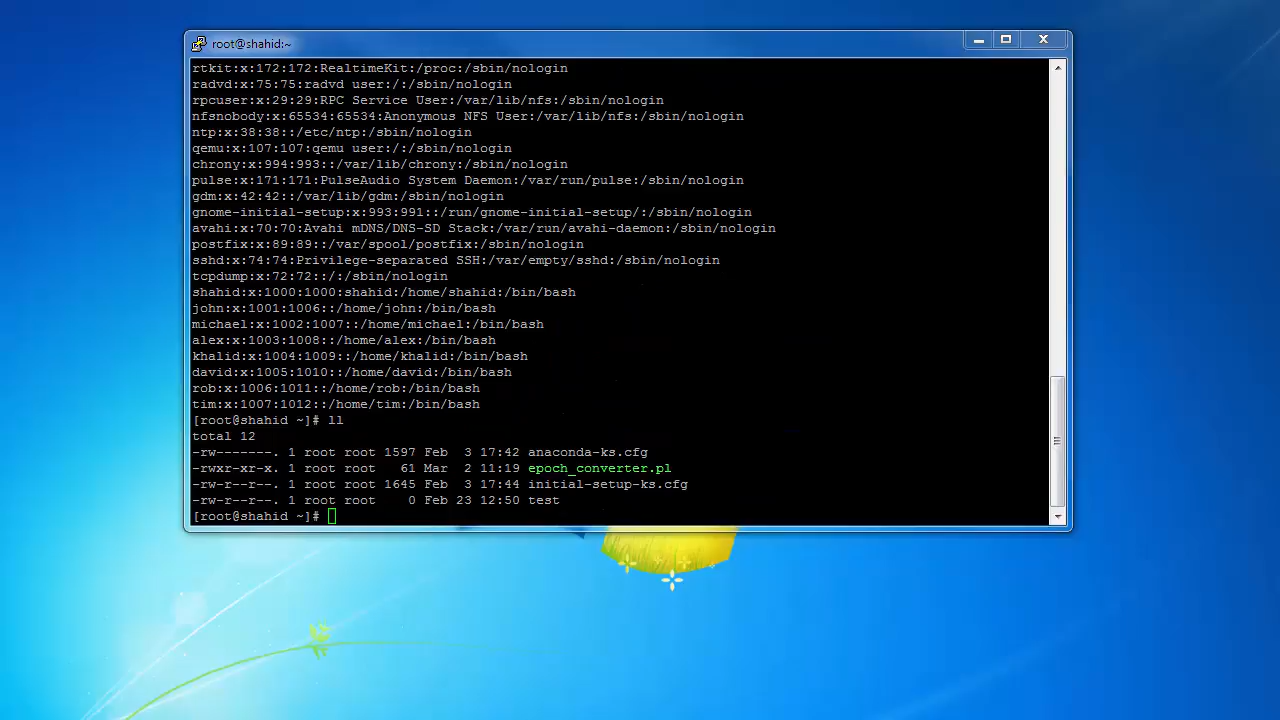 root@shahid:~
rtkit:x:172:172:RealtimeKit:/proc:/sbin/nologin
radvd:x:75:75:radvd user:/:/sbin/nologin
rpcuser:x:29:29:RPC Service User:/var/lib/nfs:/sbin/nologin
nfsnobody:x:65534:65534:Anonymous NFS User:/var/lib/nfs:/sbin/nologin
ntp:x:38:38::/etc/ntp:/sbin/nologin
qemu:x:107:107:qemu user:/:/sbin/nologin
chrony:x:994:993::/var/lib/chrony:/sbin/nologin
pulse:x:171:171:PulseAudio System Daemon:/var/run/pulse:/sbin/nologin
gdm:x:42:42::/var/lib/gdm:/sbin/nologin
gnome-initial-setup:x:993:991::/run/gnome-initial-setup/:/sbin/nologin
avahi:x:70:70:Avahi mDNS/DNS-SD Stack:/var/run/avahi-daemon:/sbin/nologin
postfix:x:89:89::/var/spool/postfix:/sbin/nologin
sshd:x:74:74:Privilege-separated SSH:/var/empty/sshd:/sbin/nologin
tcpdump:x:72:72::/:/sbin/nologin
shahid:x:1000:1000:shahid:/home/shahid:/bin/bash
john:x:1001:1006::/home/john:/bin/bash
michael:x:1002:1007::/home/michael:/bin/bash
alex:x:1003:1008::/home/alex:/bin/bash
khalid:x:1004:1009::/home/khalid:/bin/bash
david:x:1005:1010::/home/david:/bin/bash
rob:x:1006:1011::/home/rob:/bin/bash
tim:x:1007:1012::/home/tim:/bin/bash
[root@shahid ~]# ll
total 12
-rw-------. 1 root root 1597 Feb  3 17:42 anaconda-ks.cfg
-rwxr-xr-x. 1 root root   61 Mar  2 11:19 epoch_converter.pl
-rw-r--r--. 1 root root 1645 Feb  3 17:44 initial-setup-ks.cfg
-rw-r--r--. 1 root root    0 Feb 23 12:50 test
[root@shahid ~]#